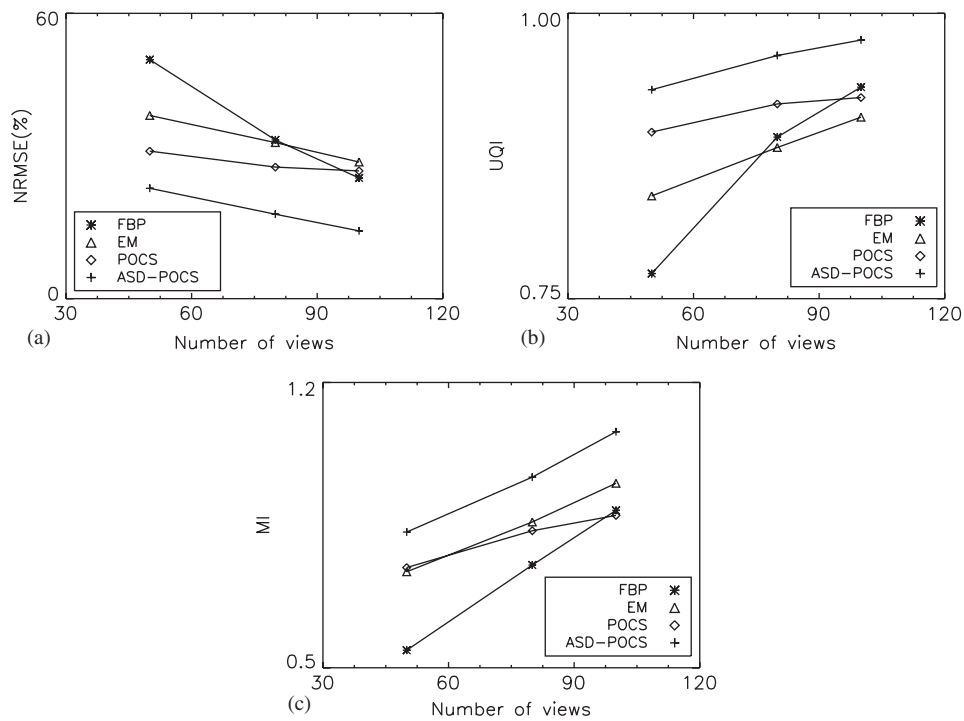 60
NRMSE(%)
FBP
EM
POCS
ASD-POCS
0
30
60
90
120
Number of views
(a)
1.00
UQI
FBP
EM
POCS
ASD-POCS
0.75
30
60
90
120
Number of views
(b)
1.2
MI
FBP
EM
POCS
ASD-POCS
0.5
30
60
90
120
Number of views
(c)